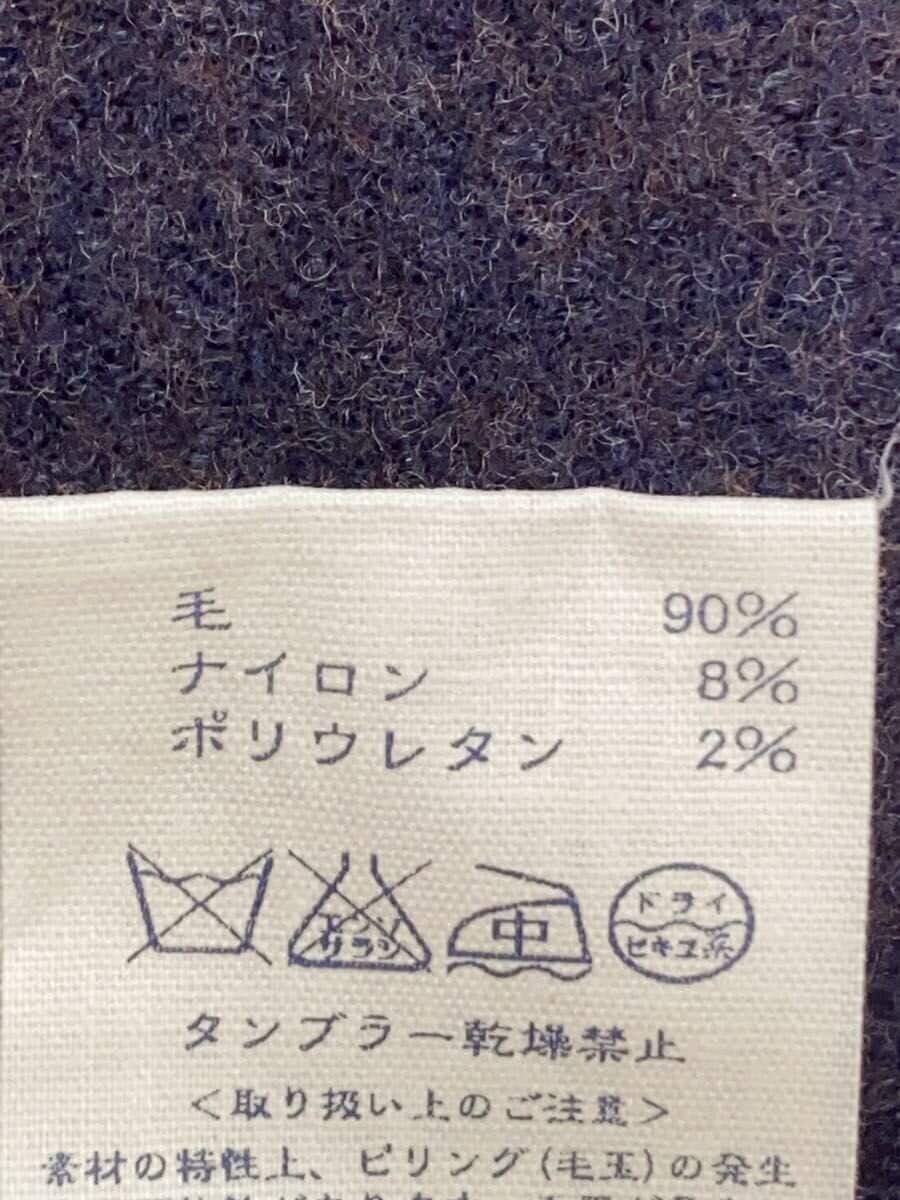 毛 90%
ナイロン 8%
ポリウレタン 2%
エンソ
サラシ
中
ドライ
セキユ系
タンブラー乾燥禁止
<取り扱い上のご注意>
素材の特性上、ピリング(毛玉)の発生